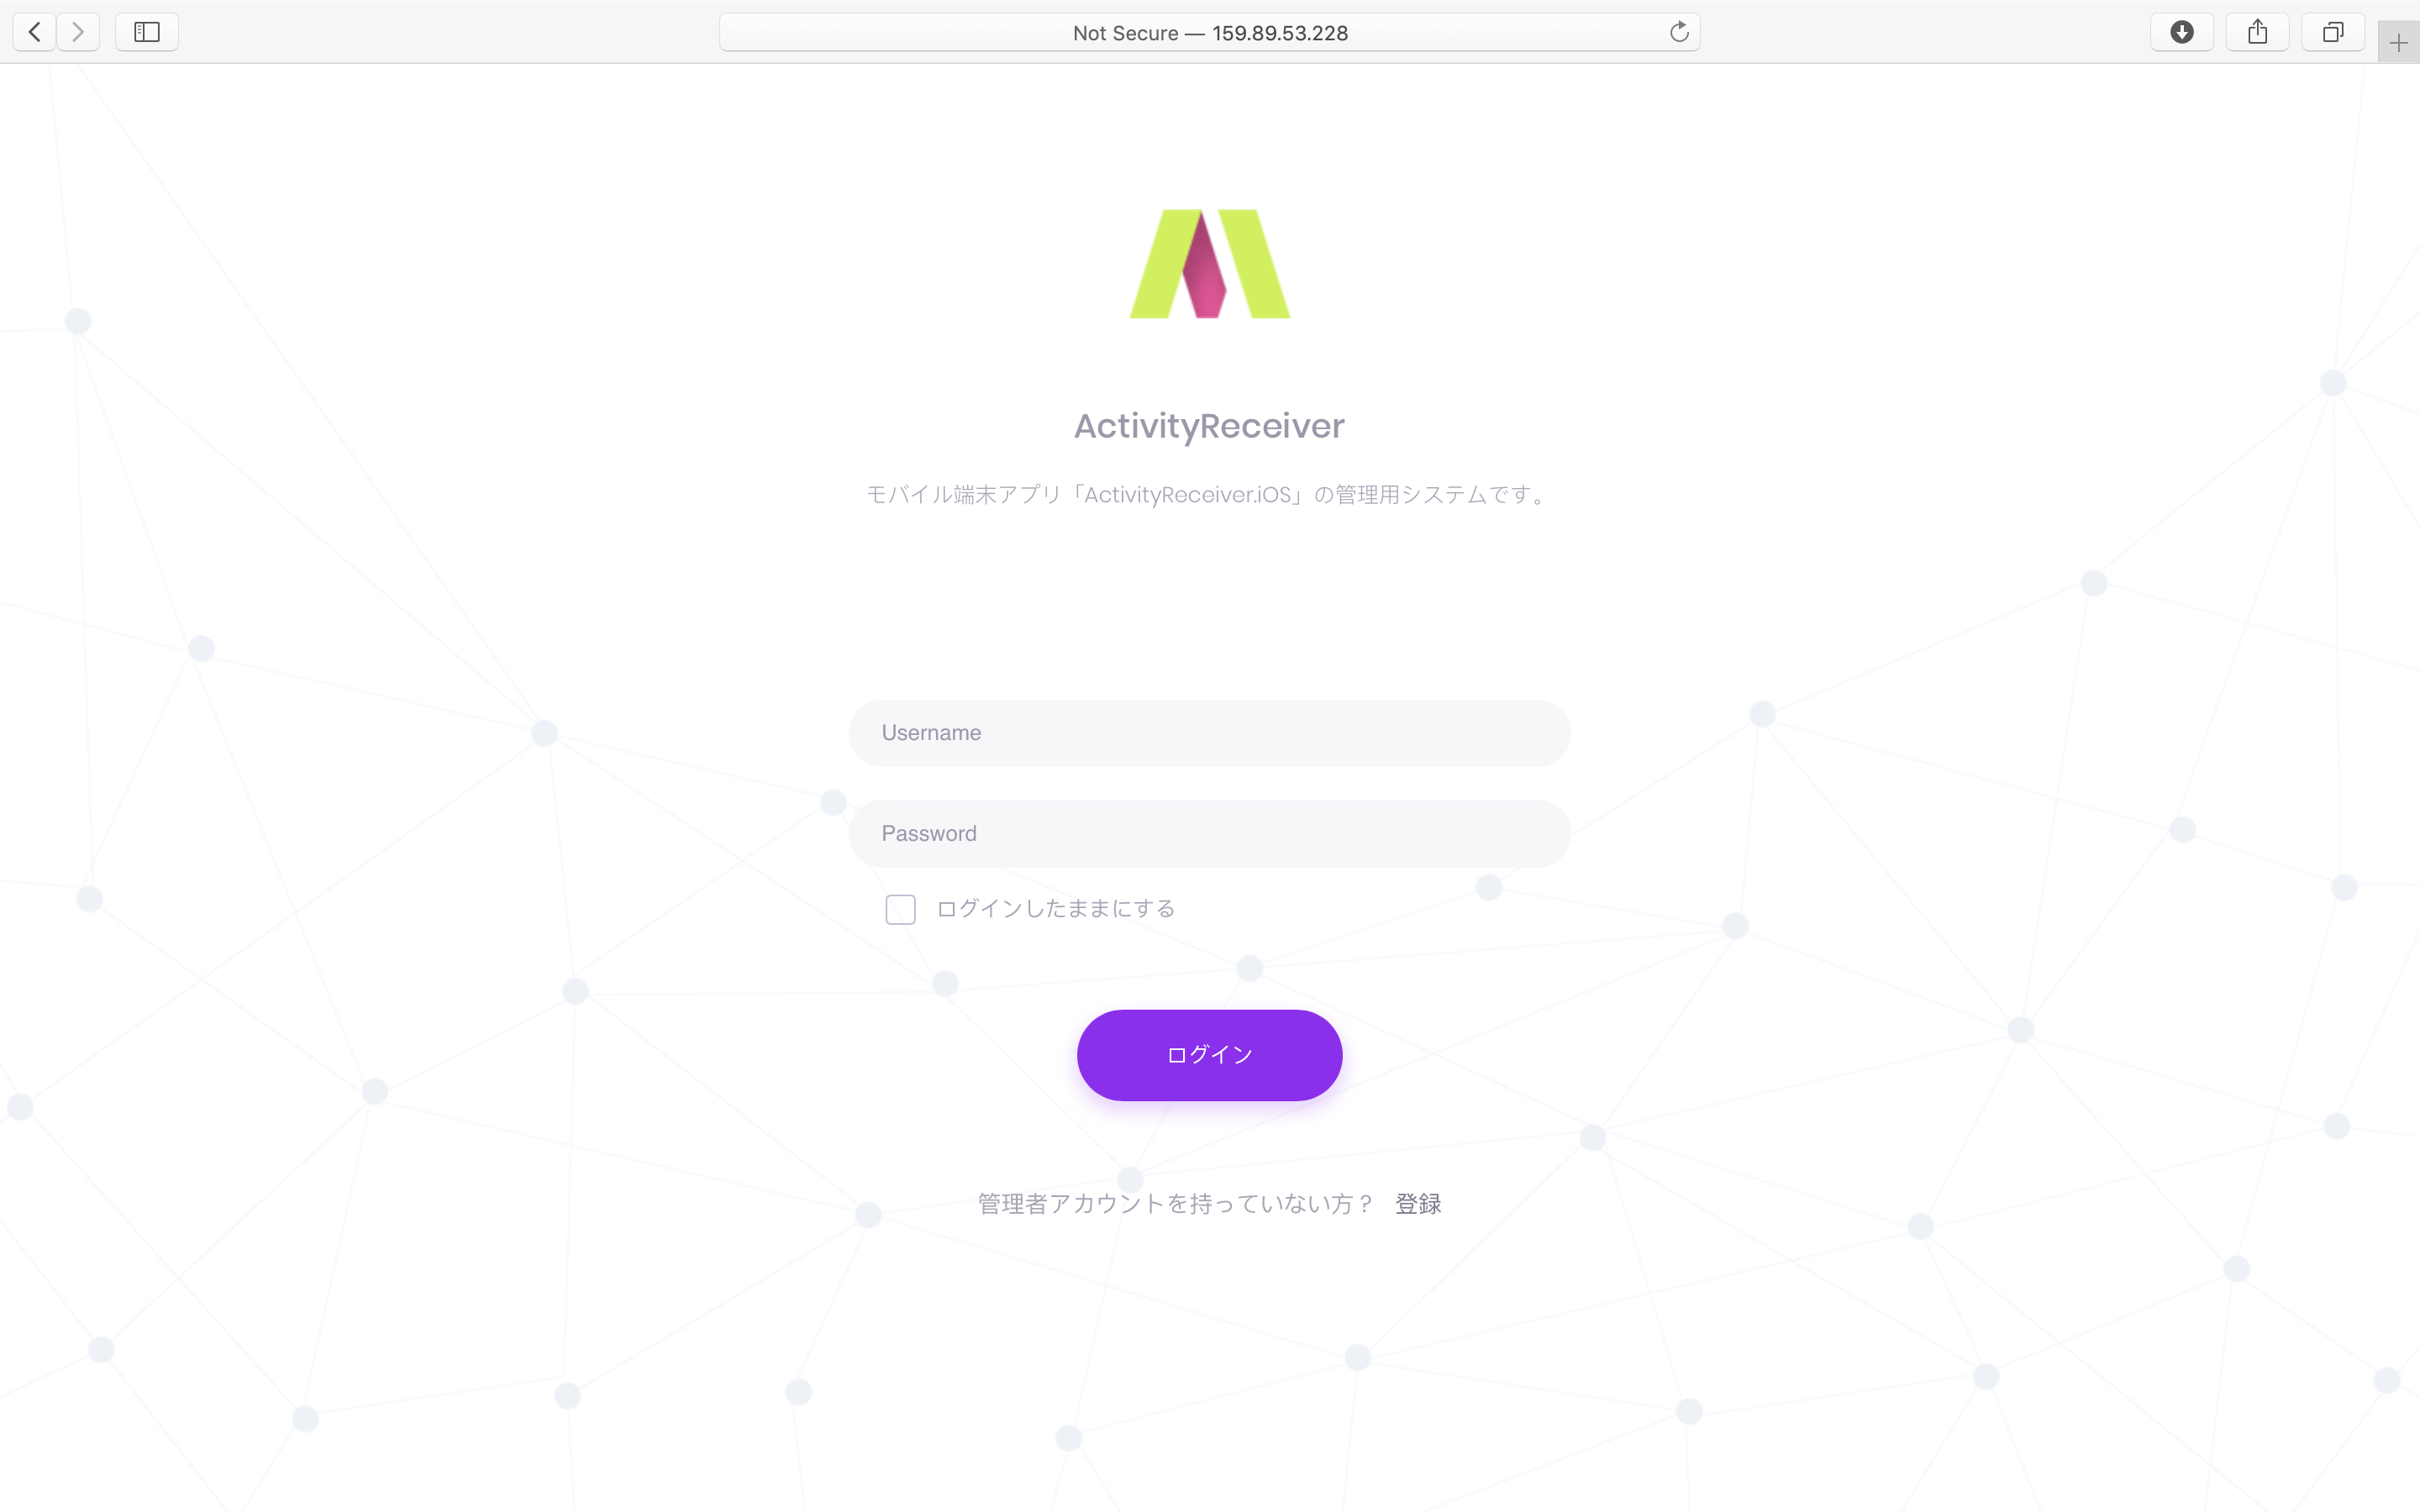 Not Secure — 159.89.53.228
ActivityReceiver
モバイル端末アプリ「ActivityReceiver.iOS」の管理用システムです。
Username
Password
ログインしたままにする
ログイン
管理者アカウントを持っていない方？ 登録